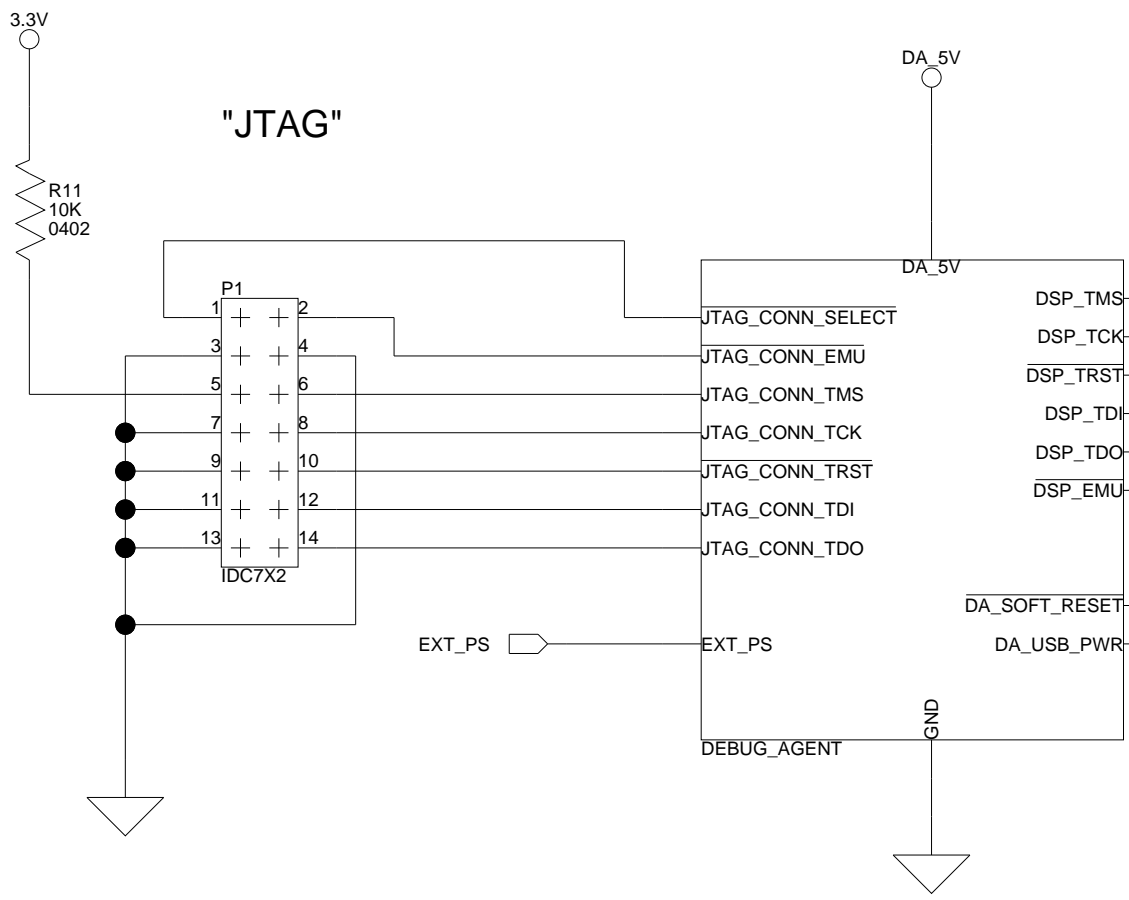 3.3V
DA_5V
"JTAG"
R11
10K
0402
DA_5V
P1
DSP_TMS
1 2
JTAG_CONN_SELECT
DSP_TCK
3 4
JTAG_CONN_EMU
DSP_TRST
5 6
JTAG_CONN_TMS
DSP_TDI
7 8
JTAG_CONN_TCK
DSP_TDO
9 10
JTAG_CONN_TRST
DSP_EMU
11 12
JTAG_CONN_TDI
13 14
JTAG_CONN_TDO
IDC7X2
DA_SOFT_RESET
EXT_PS
EXT_PS
DA_USB_PWR
GND
DEBUG_AGENT